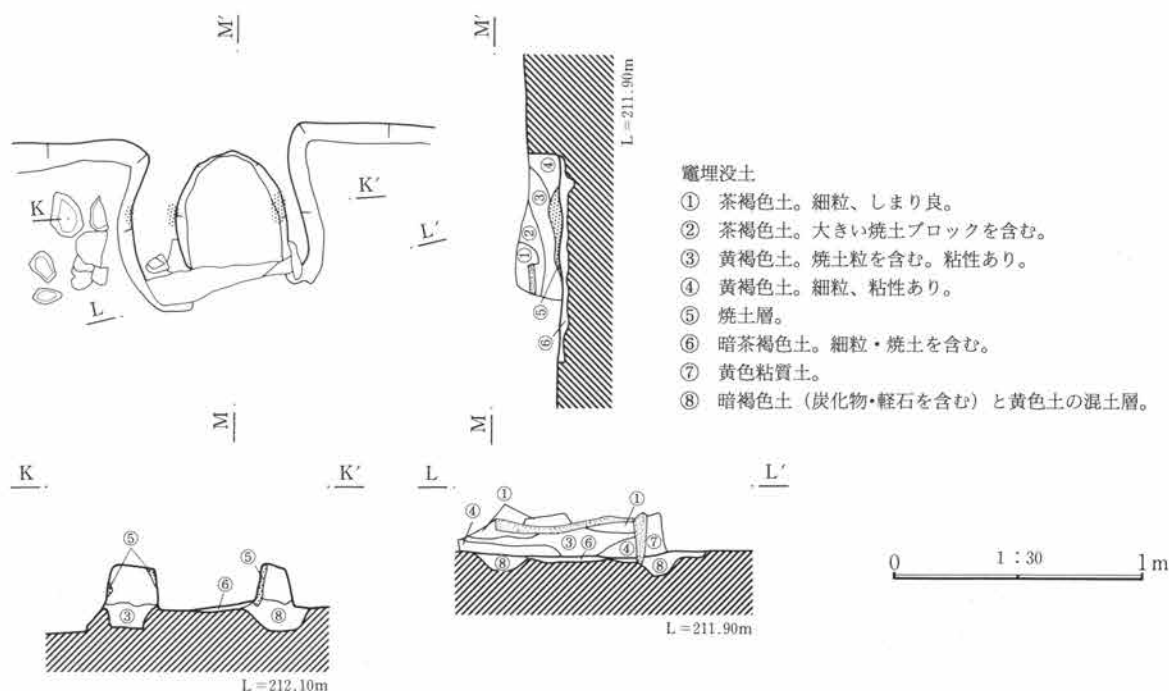 M′
M′
L=211.90m
K
K′
L
L′
④
③
②
①
⑤
⑥
竈埋没土
① 茶褐色土。細粒、しまり良。
② 茶褐色土。大きい焼土ブロックを含む。
③ 黄褐色土。焼土粒を含む。粘性あり。
④ 黄褐色土。細粒、粘性あり。
⑤ 焼土層。
⑥ 暗茶褐色土。細粒・焼土を含む。
⑦ 黄色粘質土。
⑧ 暗褐色土(炭化物・軽石を含む)と黄色土の混土層。
M
M
K
K′
⑤
⑤
⑥
③
⑧
L=212.10m
L
L′
①
①
④
③
⑥
④
⑦
⑧
⑧
L=211.90m
0
1:30
1m